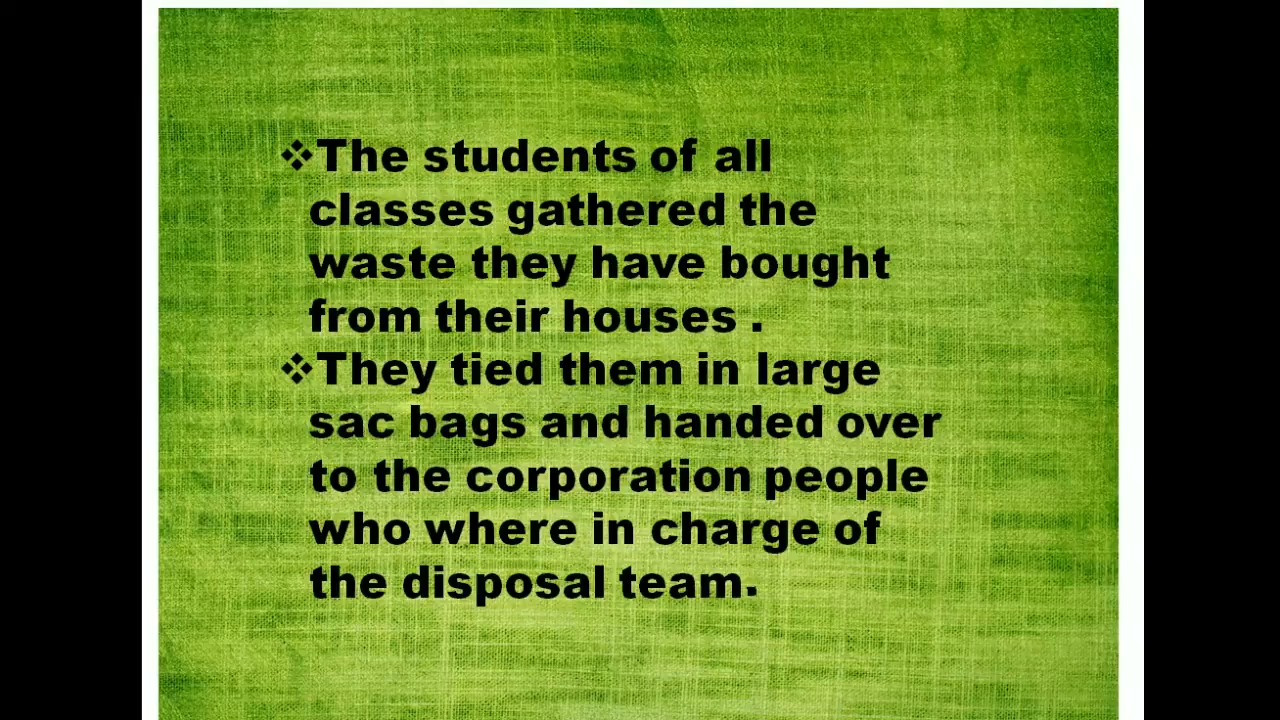 ❖The students of all
classes gathered the
waste they have bought
from their houses .
❖They tied them in large
sac bags and handed over
to the corporation people
who where in charge of
the disposal team.